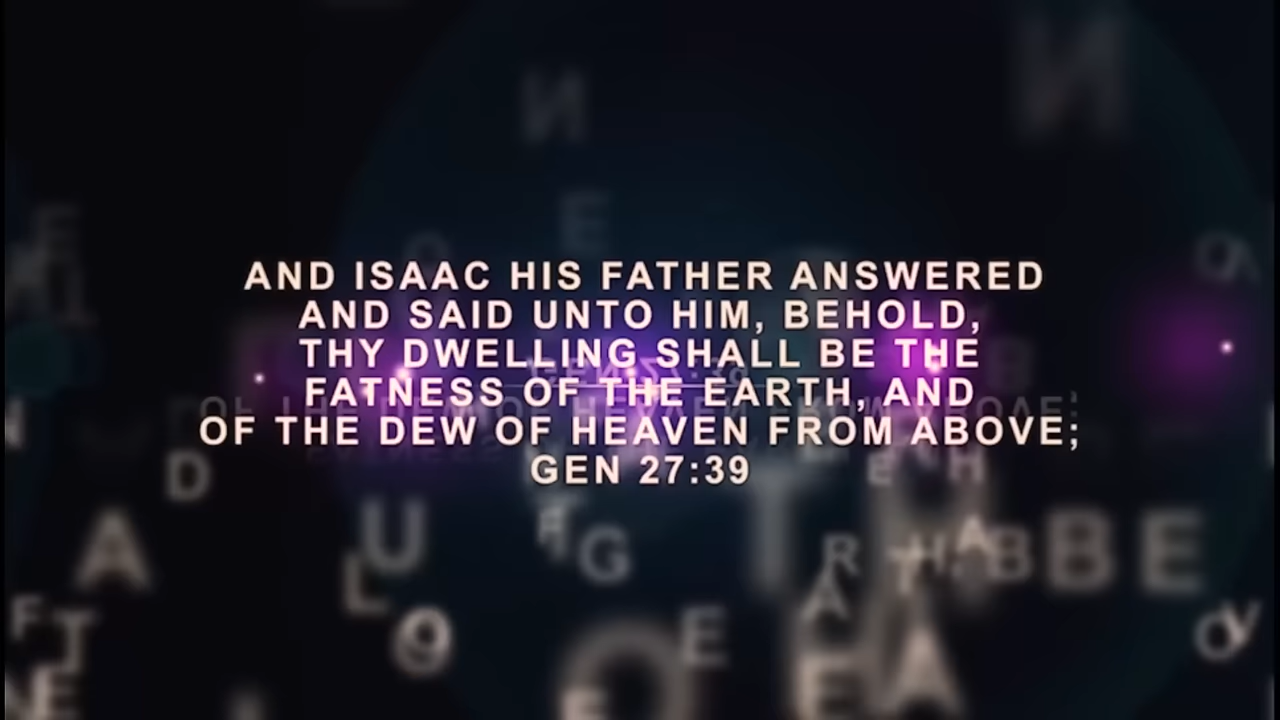 AND ISAAC HIS FATHER ANSWERED
AND SAID UNTO HIM, BEHOLD,
THY DWELLING SHALL BE THE
FATNESS OF THE EARTH, AND
OF THE DEW OF HEAVEN FROM ABOVE;
GEN 27:39